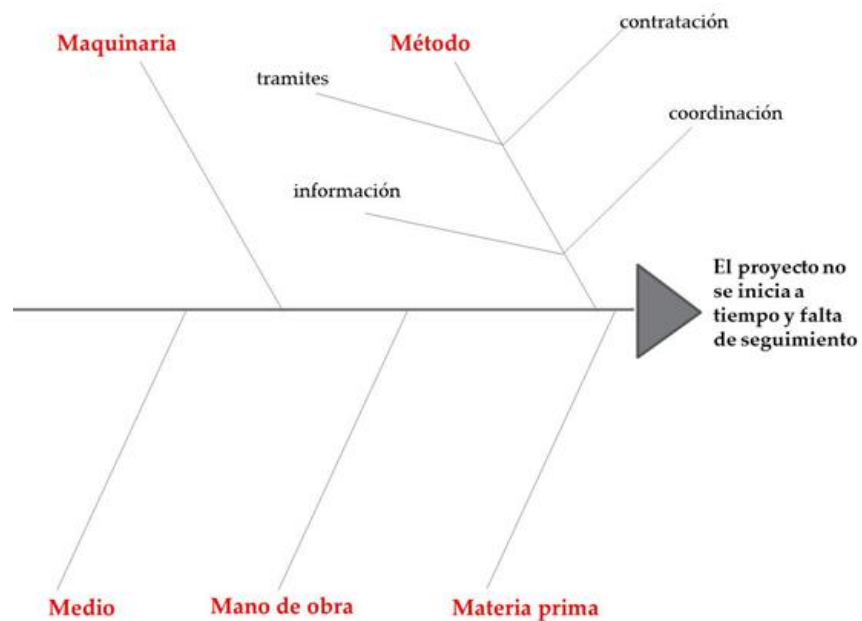 contratación
Maquinaria
Método
tramites
coordinación
información
El proyecto no
se inicia a
tiempo y falta
de seguimiento
Medio
Mano de obra
Materia prima